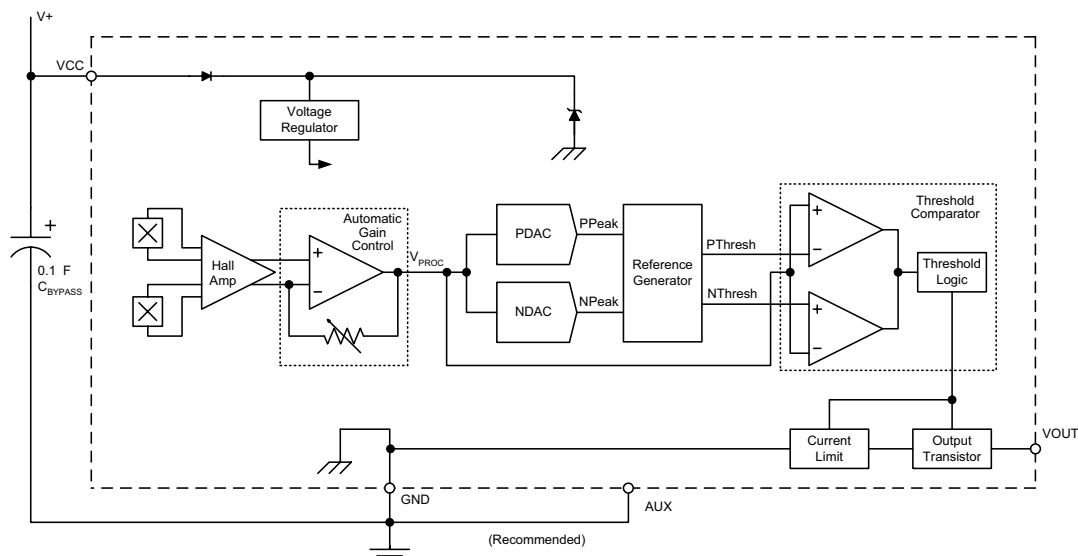 V+
VCC
Voltage
Regulator
+
0.1 F
CBYPASS
Hall
Amp
Automatic
Gain
Control
+
−
VPROC
PDAC
PPeak
NDAC
NPeak
Reference
Generator
PThresh
NThresh
Threshold
Comparator
+
−
+
−
Threshold
Logic
Current
Limit
Output
Transistor
VOUT
GND
AUX
(Recommended)